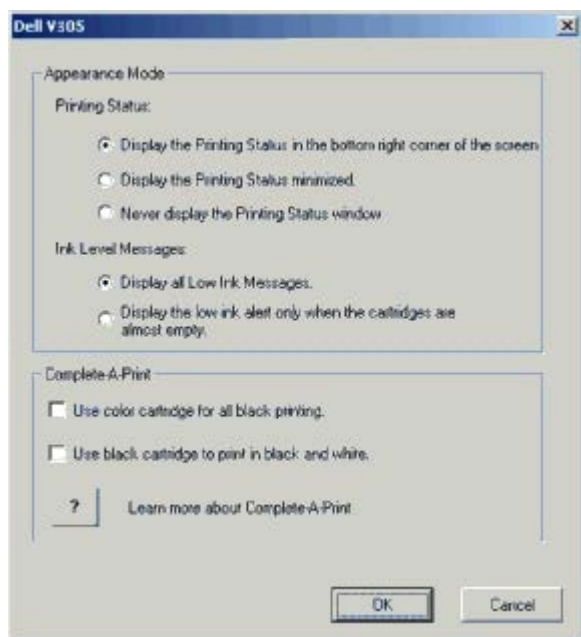 Dell V305
Appearance Mode
Printing Status:
Display the Printing Status in the bottom right corner of the screen
Display the Printing Status minimized.
Never display the Printing Status window
Ink Level Messages:
Display all Low Ink Messages.
Display the low ink alert only when the cartridges are
almost empty.
Complete-A-Print
Use color cartridge for all black printing.
Use black cartridge to print in black and white.
?
Learn more about Complete-A-Print
OK
Cancel